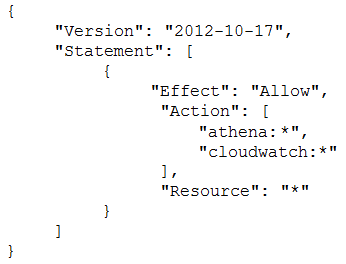 {
"Version": "2012-10-17",
"Statement": [
{
"Effect": "Allow",
"Action": [
"athena:*",
"cloudwatch:*"
],
"Resource": "*"
}
]
}